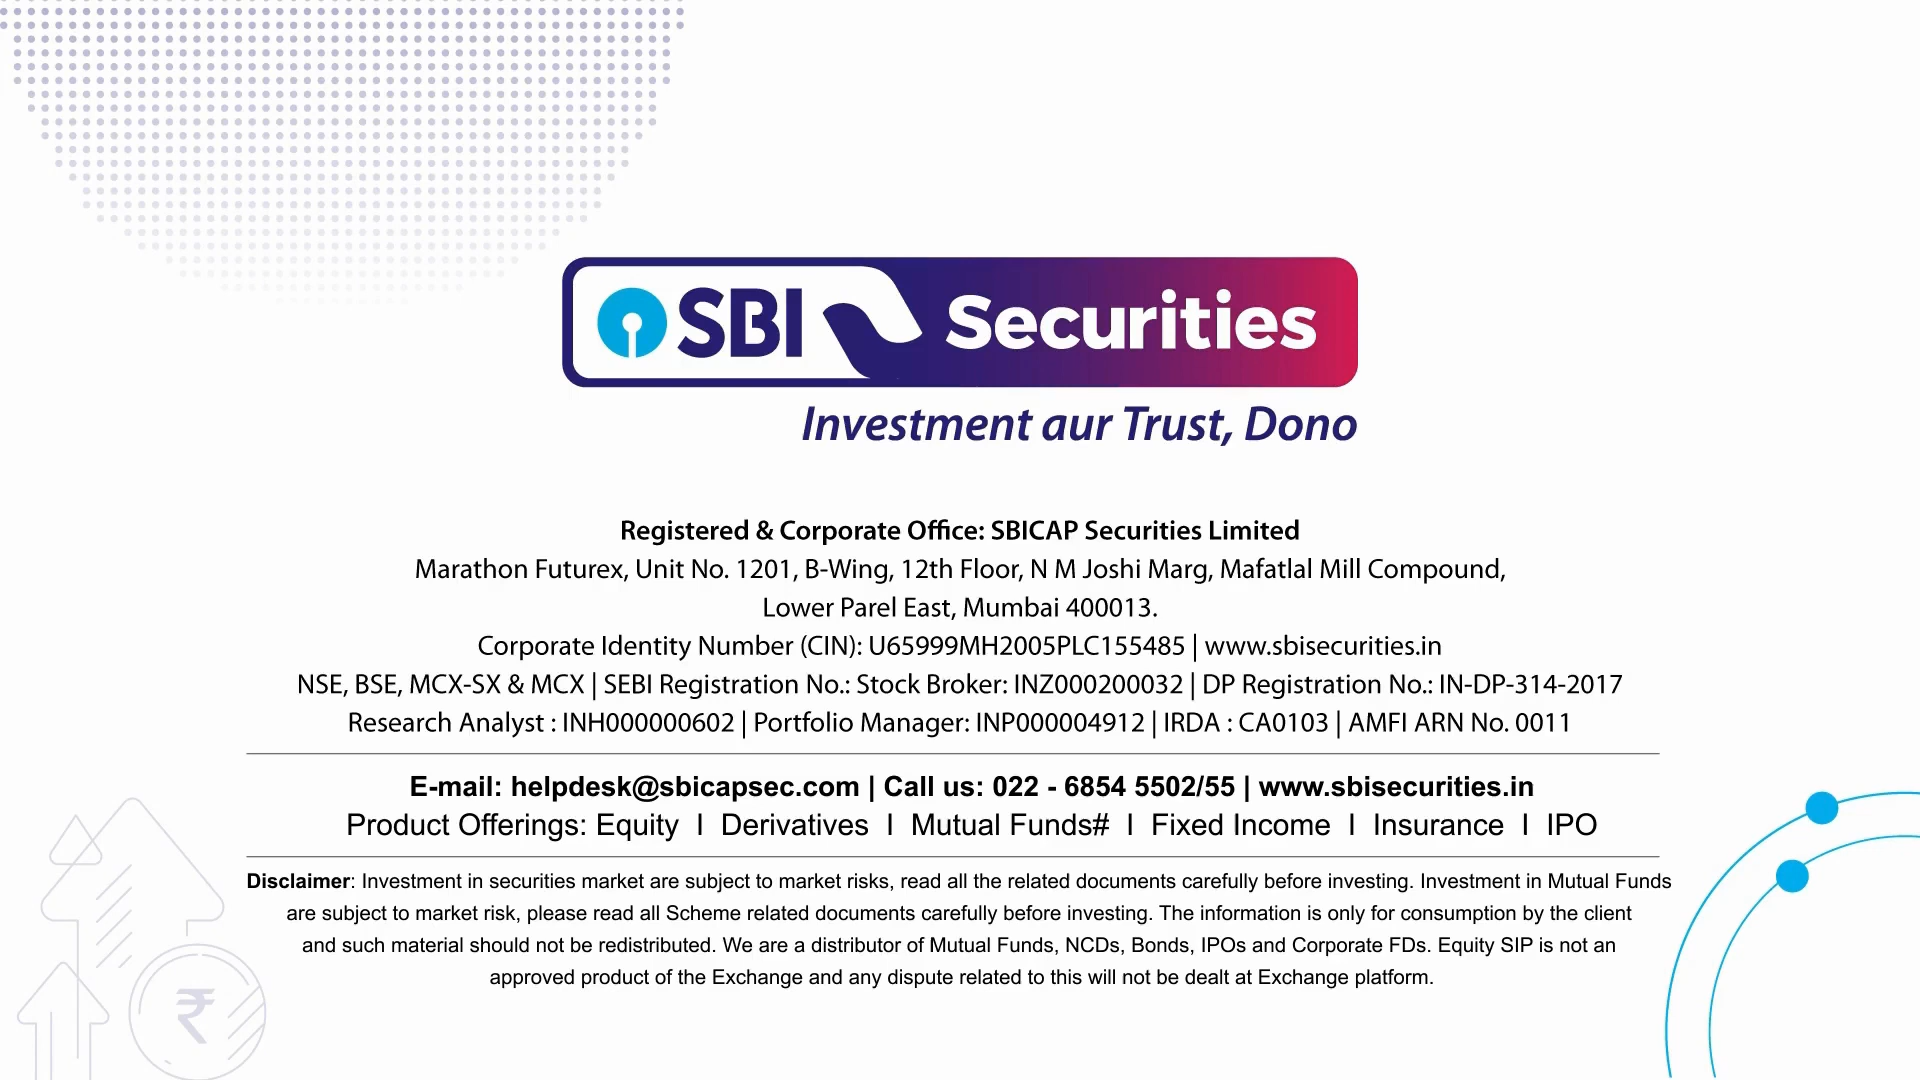 SBI Securities
Investment aur Trust, Dono
Registered & Corporate Office: SBICAP Securities Limited
Marathon Futurex, Unit No. 1201, B-Wing, 12th Floor, N M Joshi Marg, Mafatlal Mill Compound,
Lower Parel East, Mumbai 400013.
Corporate Identity Number (CIN): U65999MH2005PLC155485 | www.sbisecurities.in
NSE, BSE, MCX-SX & MCX | SEBI Registration No.: Stock Broker: INZ000200032 | DP Registration No.: IN-DP-314-2017
Research Analyst : INH000000602 | Portfolio Manager: INP000004912 | IRDA : CA0103 | AMFI ARN No. 0011
E-mail: helpdesk@sbicapsec.com | Call us: 022 - 6854 5502/55 | www.sbisecurities.in
Product Offerings: Equity I Derivatives I Mutual Funds# I Fixed Income I Insurance I IPO
Disclaimer: Investment in securities market are subject to market risks, read all the related documents carefully before investing. Investment in Mutual Funds
are subject to market risk, please read all Scheme related documents carefully before investing. The information is only for consumption by the client
and such material should not be redistributed. We are a distributor of Mutual Funds, NCDs, Bonds, IPOs and Corporate FDs. Equity SIP is not an
approved product of the Exchange and any dispute related to this will not be dealt at Exchange platform.
₹